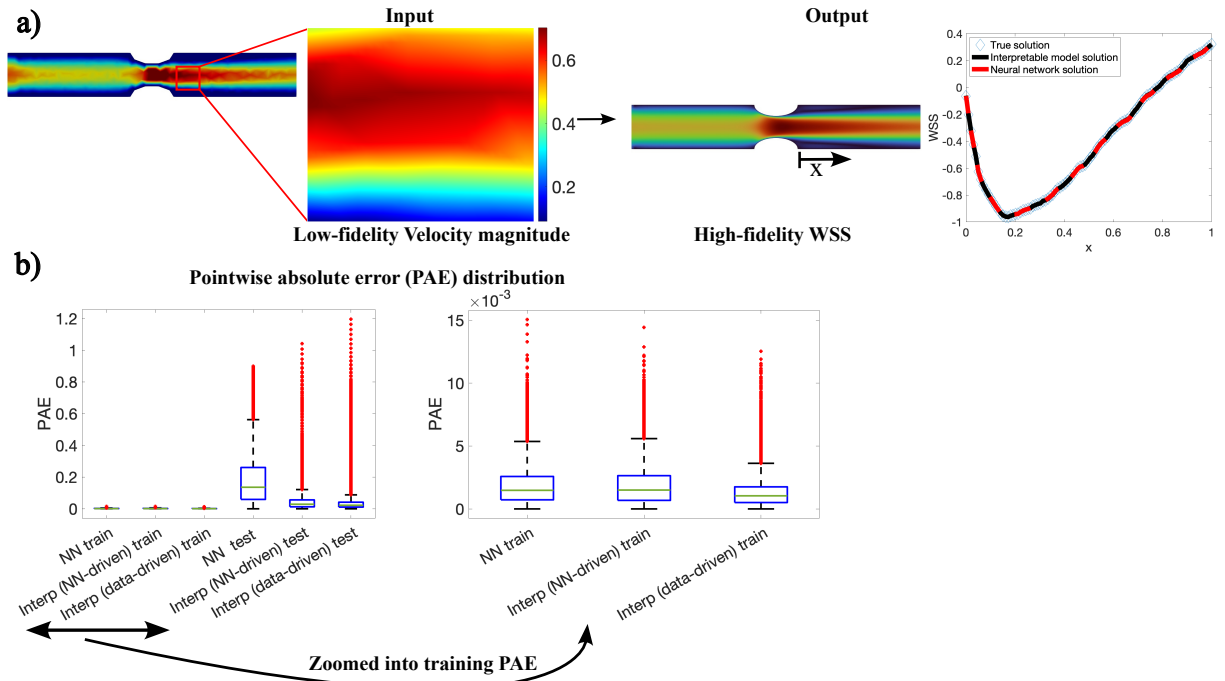 a)
Input
Output
0.6
0.4
0.2
Low-fidelity Velocity magnitude
X
High-fidelity WSS
True solution
Interpretable model solution
Neural network solution
WSS
0.4
0.2
0
-0.2
-0.4
-0.6
-0.8
-1
0
0.2
0.4
0.6
0.8
1
x
b)
Pointwise absolute error (PAE) distribution
PAE
1.2
1
0.8
0.6
0.4
0.2
0
NN train
Interp (NN-driven) train
Interp (data-driven) train
NN test
Interp (NN-driven) test
Interp (data-driven) test
×10⁻³
PAE
15
10
5
0
NN train
Interp (NN-driven) train
Interp (data-driven) train
Zoomed into training PAE